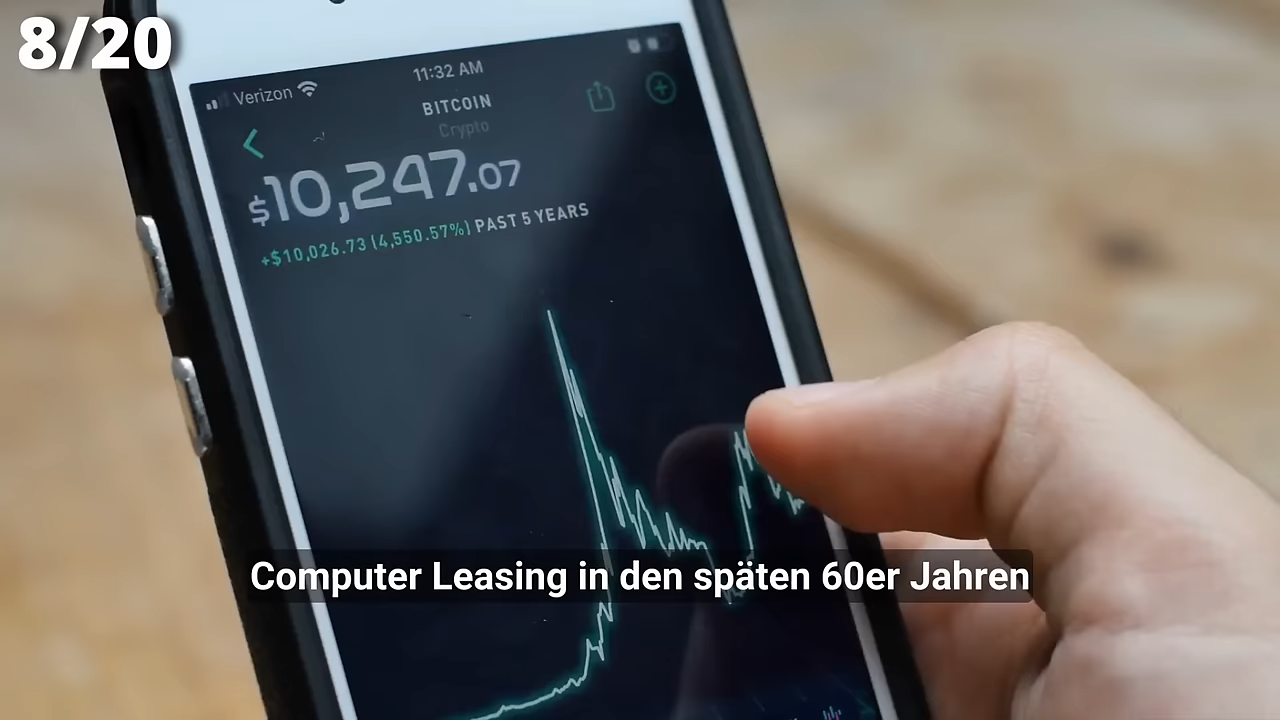 8/20
Verizon 11:32 AM
BITCOIN
Crypto
$10,247.07
+$10,026.73 (4,550.57%) PAST 5 YEARS
Computer Leasing in den späten 60er Jahren